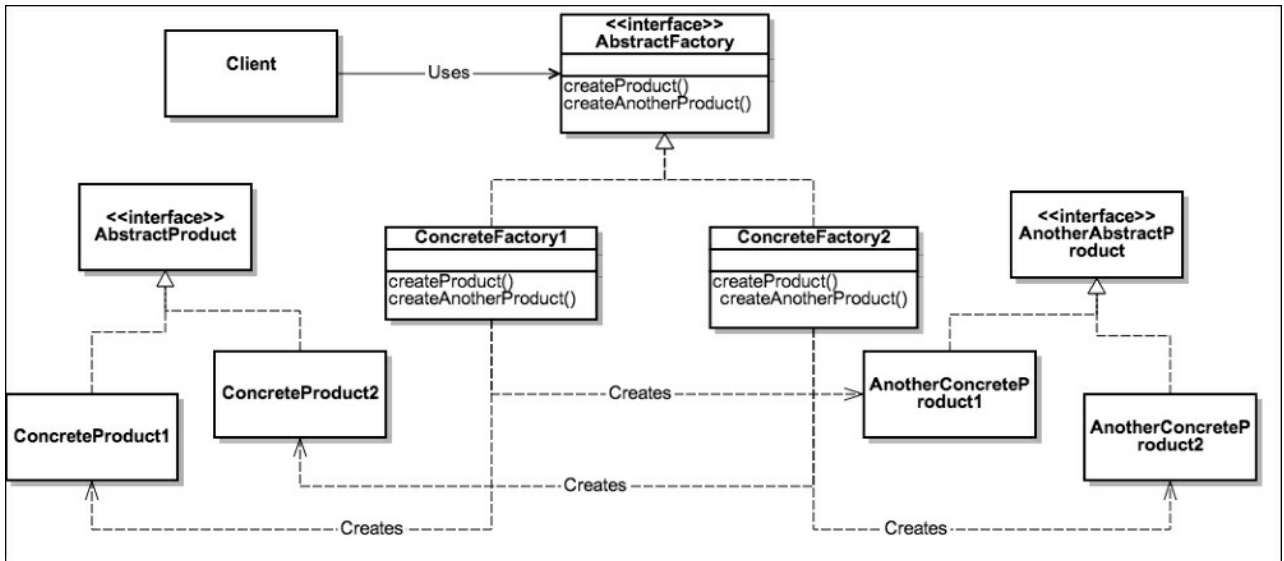 <<interface>>
AbstractFactory
Client
Uses
createProduct()
createAnotherProduct()
<<interface>>
AbstractProduct
<<interface>>
AnotherAbstractP
roduct
ConcreteFactory1
createProduct()
createAnotherProduct()
ConcreteFactory2
createProduct()
createAnotherProduct()
ConcreteProduct2
AnotherConcreteP
roduct1
Creates
ConcreteProduct1
AnotherConcreteP
roduct2
Creates
Creates
Creates